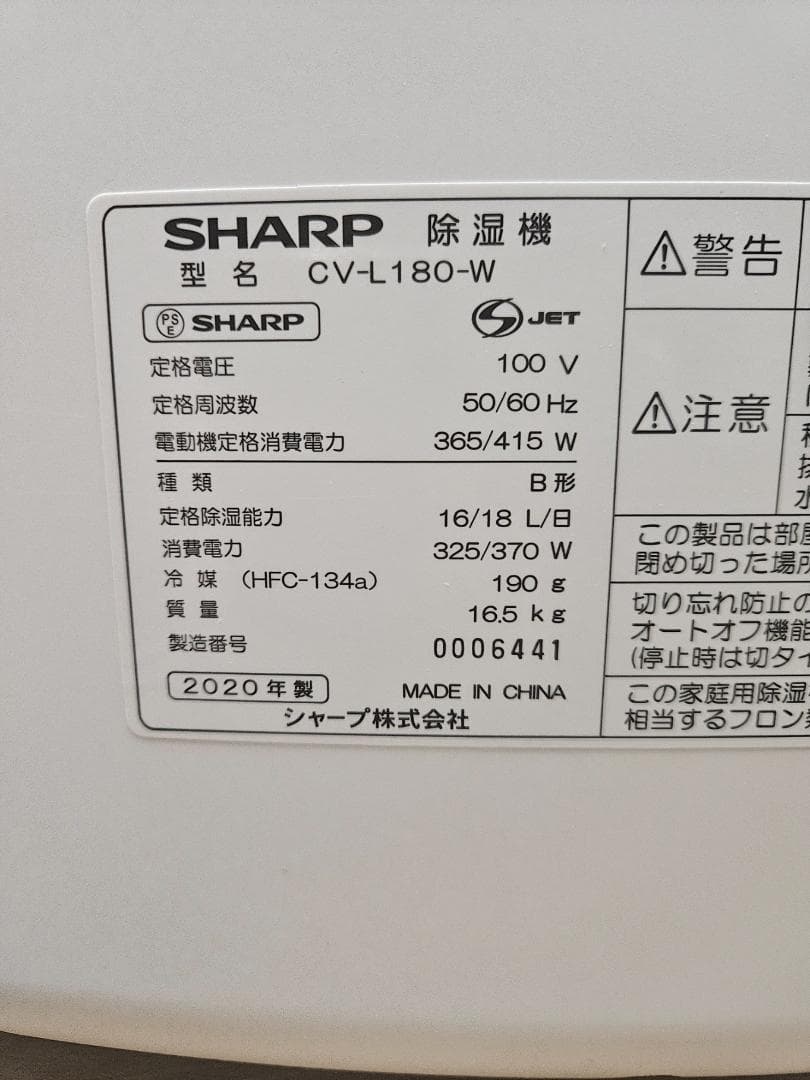 SHARP 除湿機
型名 CV-L180-W
PSE SHARP
S JET
定格電圧 100 V
定格周波数 50/60 Hz
電動機定格消費電力 365/415 W
種類 B形
定格除湿能力 16/18 L/日
消費電力 325/370 W
冷媒 (HFC-134a) 190 g
質量 16.5 kg
製造番号 0006441
2020年製 MADE IN CHINA
シャープ株式会社
警告
注意
水
この製品は部屋
閉め切った場所
切り忘れ防止の
オートオフ機能
(停止時は切タイ
この家庭用除湿
相当するフロン